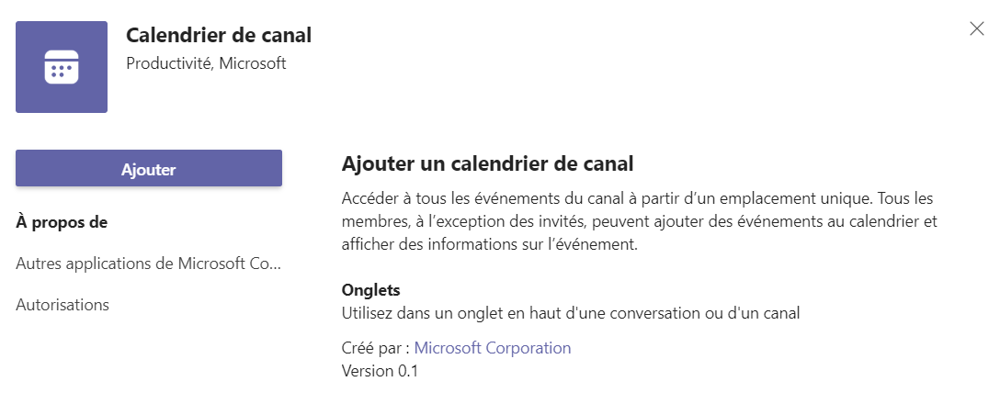 Calendrier de canal
Productivité, Microsoft
Ajouter
À propos de
Autres applications de Microsoft Co...
Autorisations
Ajouter un calendrier de canal
Accéder à tous les événements du canal à partir d’un emplacement unique. Tous les
membres, à l’exception des invités, peuvent ajouter des événements au calendrier et
afficher des informations sur l’événement.
Onglets
Utilisez dans un onglet en haut d'une conversation ou d'un canal
Créé par : Microsoft Corporation
Version 0.1